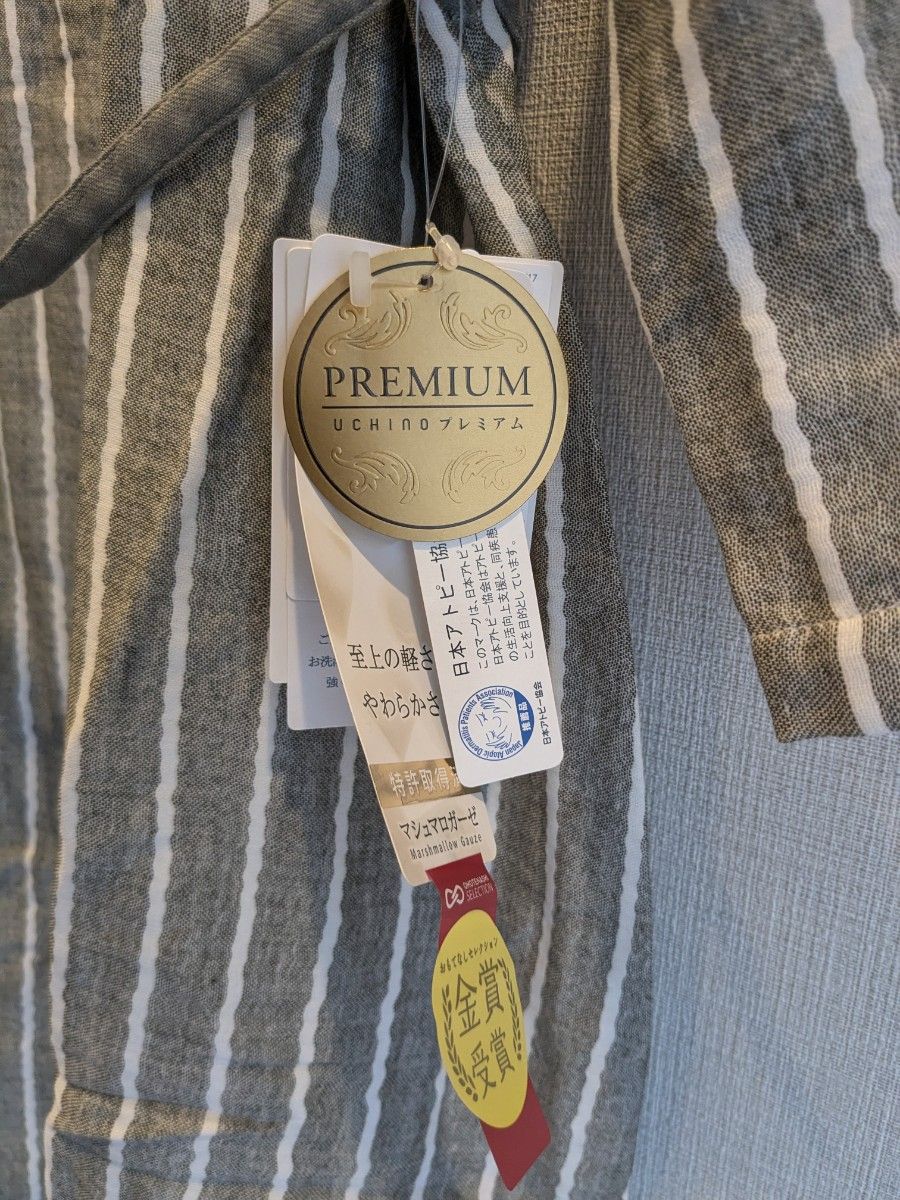 PREMIUM
UCHINO プレミアム
日本アトピー協
このマークは、日本アトピー
日本アトピー協会はアトピー
の生活向上支援と、同疾患
ことを目的としています。
Japan Atopic Dermatitis Patients Association
推薦品
日本アトピー協会
至上の軽さ
やわらかさ
特許取得済
マシュマロガーゼ
Marshmallow Gauze
OMOTENASHI
SELECTION
おもてなしセレクション
金賞
受賞
お洗
強